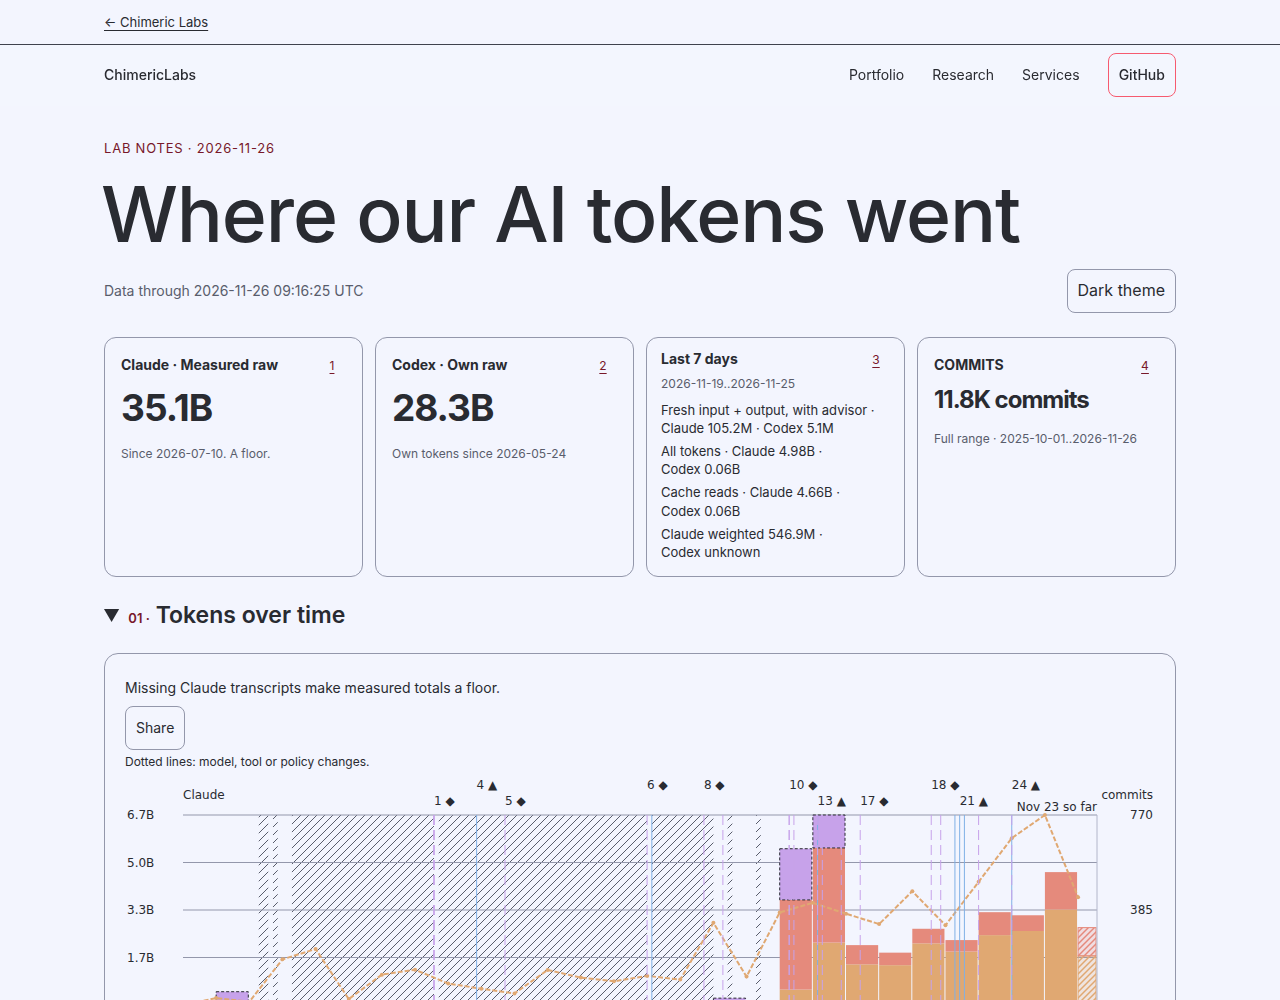 ← Chimeric Labs
ChimericLabs
Portfolio
Research
Services
GitHub
LAB NOTES · 2026-11-26
Where our AI tokens went
Data through 2026-11-26 09:16:25 UTC
Dark theme
Claude · Measured raw
1
35.1B
Since 2026-07-10. A floor.
Codex · Own raw
2
28.3B
Own tokens since 2026-05-24
Last 7 days
3
2026-11-19..2026-11-25
Fresh input + output, with advisor ·
Claude 105.2M · Codex 5.1M
All tokens · Claude 4.98B ·
Codex 0.06B
Cache reads · Claude 4.66B ·
Codex 0.06B
Claude weighted 546.9M ·
Codex unknown
COMMITS
4
11.8K commits
Full range · 2025-10-01..2026-11-26
▼ 01 · Tokens over time
Missing Claude transcripts make measured totals a floor.
Share
Dotted lines: model, tool or policy changes.
4 ▲
6 ◆
8 ◆
10 ◆
18 ◆
24 ▲
Claude
commits
1 ◆
5 ◆
13 ▲
17 ◆
21 ▲
Nov 23 so far
6.7B
770
5.0B
3.3B
385
1.7B